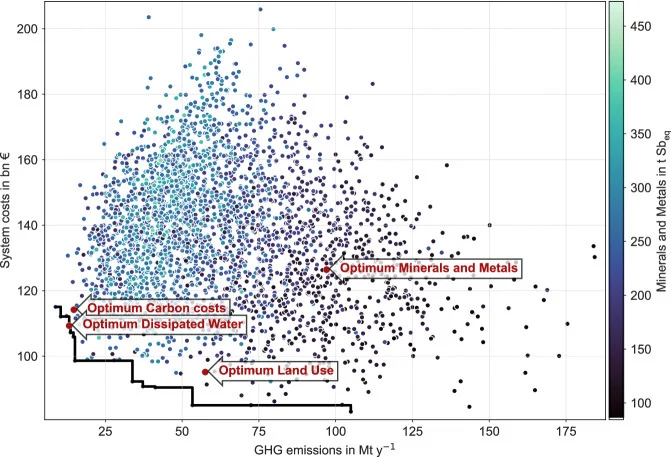 200
180
160
140
120
100
System costs in bn €
Optimum Minerals and Metals
Optimum Carbon costs
Optimum Dissipated Water
Optimum Land Use
25 50 75 100 125 150 175
GHG emissions in Mt y⁻¹
450
400
350
300
250
200
150
100
Minerals and Metals in t Sbeq